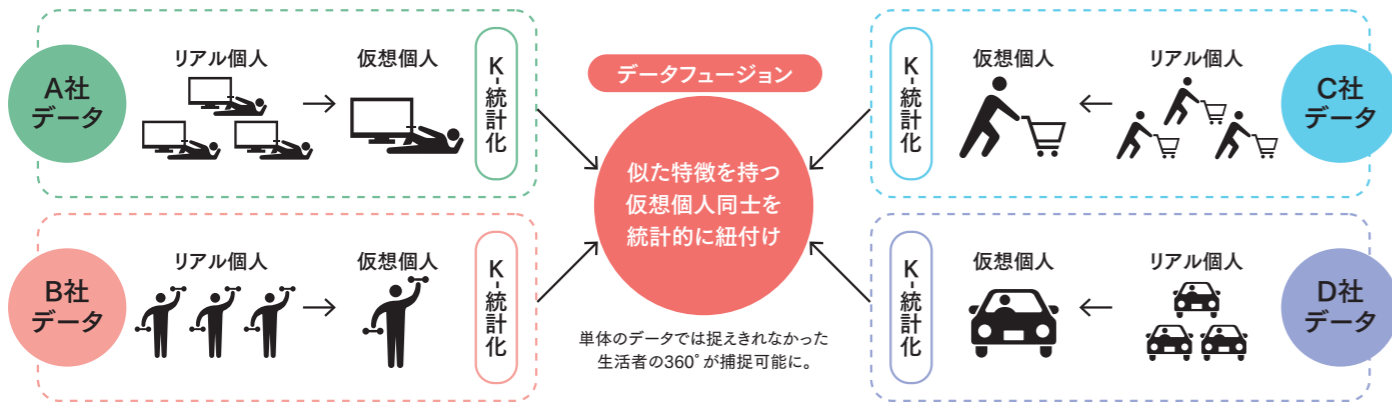 A社
データ
リアル個人
仮想個人
K-統計化
B社
データ
リアル個人
仮想個人
K-統計化
データフュージョン
似た特徴を持つ
仮想個人同士を
統計的に紐付け
単体のデータでは捉えきれなかった
生活者の360°が捕捉可能に。
K-統計化
仮想個人
リアル個人
C社
データ
K-統計化
仮想個人
リアル個人
D社
データ